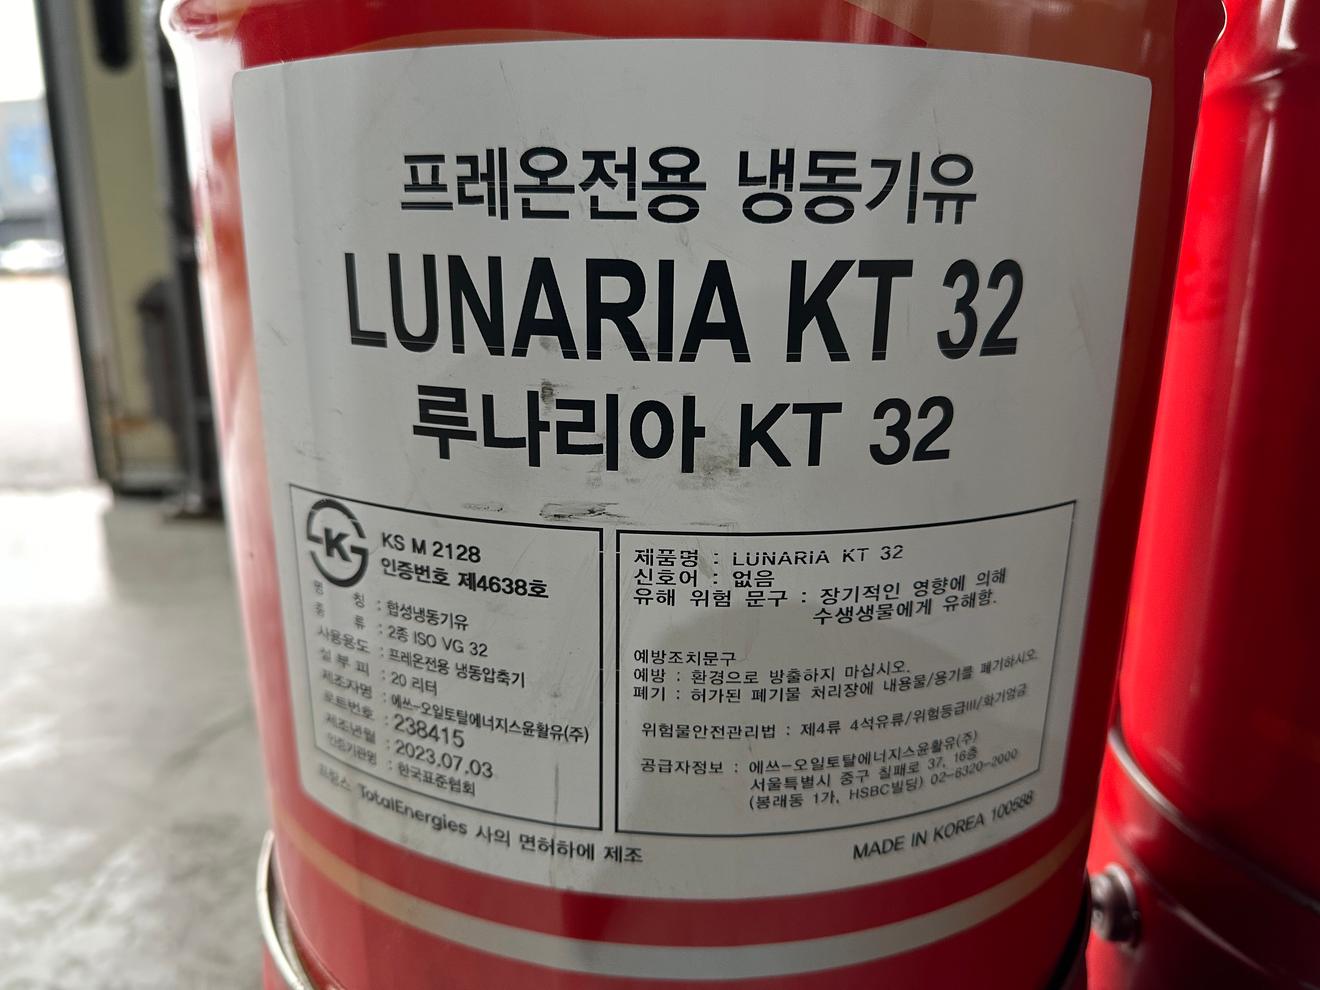 프레온전용 냉동기유
LUNARIA KT 32
루나리아 KT 32
K
KS M 2128
인증번호 제4638호
명 칭 : 합성냉동기유
종 류 : 2종 ISO VG 32
사용용도 : 프레온전용 냉동압축기
실 부 피 : 20 리터
제조자명 : 에쓰-오일토탈에너지스윤활유(주)
로트번호 : 238415
제조년월 : 2023.07.03
인증기관명 : 한국표준협회
제품명 : LUNARIA KT 32
신호어 : 없음
유해 위험 문구 : 장기적인 영향에 의해
수생생물에게 유해함.
예방조치문구
예방 : 환경으로 방출하지 마십시오.
폐기 : 허가된 폐기물 처리장에 내용물/용기를 폐기하시오.
위험물안전관리법 : 제4류 4석유류/위험등급III/화기엄금
공급자정보 : 에쓰-오일토탈에너지스윤활유(주)
서울특별시 중구 칠패로 37, 16층
(봉래동 1가, HSBC빌딩) 02-6320-2000
프랑스 TotalEnergies 사의 면허하에 제조
MADE IN KOREA 100588